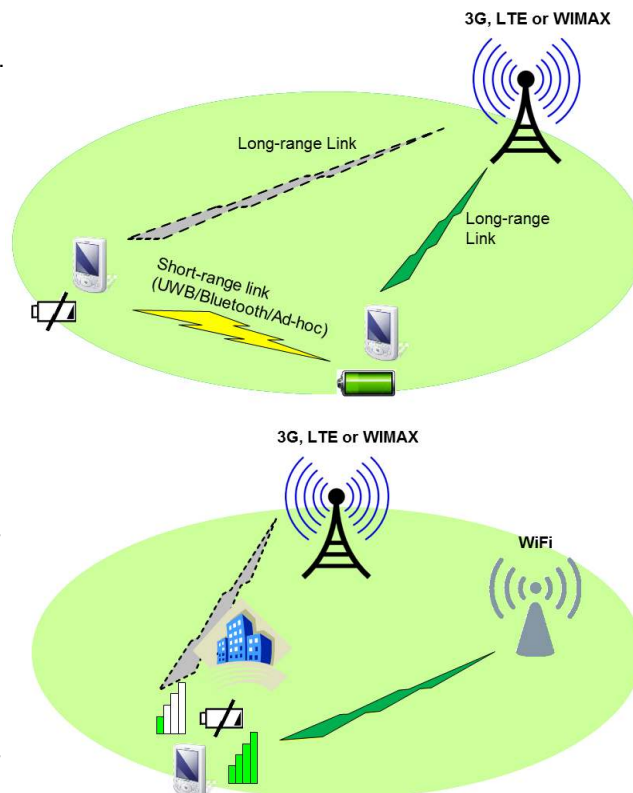 3G, LTE or WIMAX
Long-range Link
Long-range
Link
Short-range link
(UWB/Bluetooth/Ad-hoc)
3G, LTE or WIMAX
WiFi